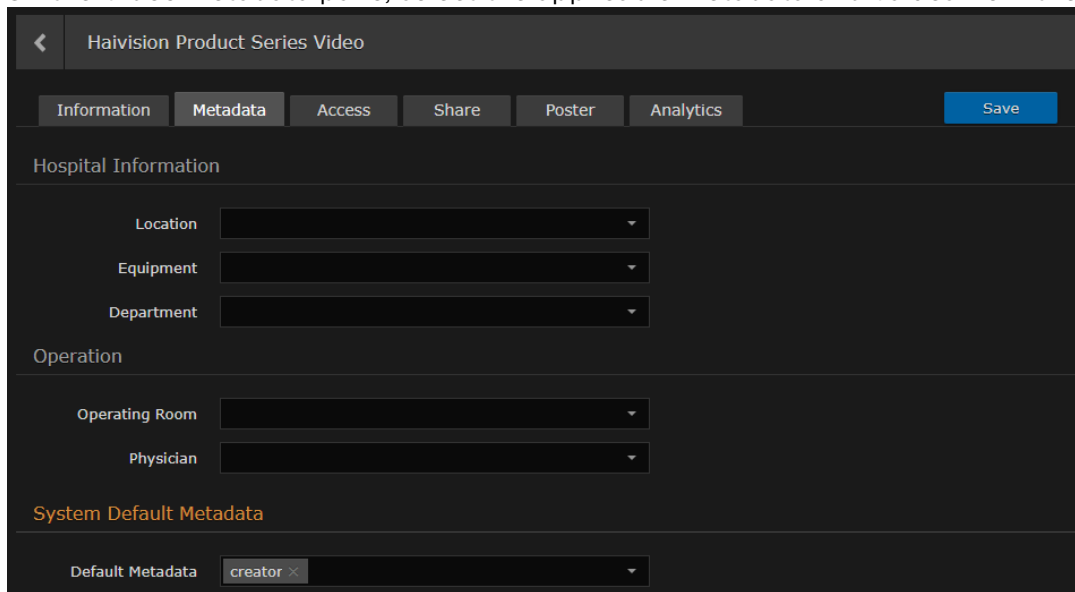 Haivision Product Series Video
Information Metadata Access Share Poster Analytics Save
Hospital Information
Location
Equipment
Department
Operation
Operating Room
Physician
System Default Metadata
Default Metadata creator ×